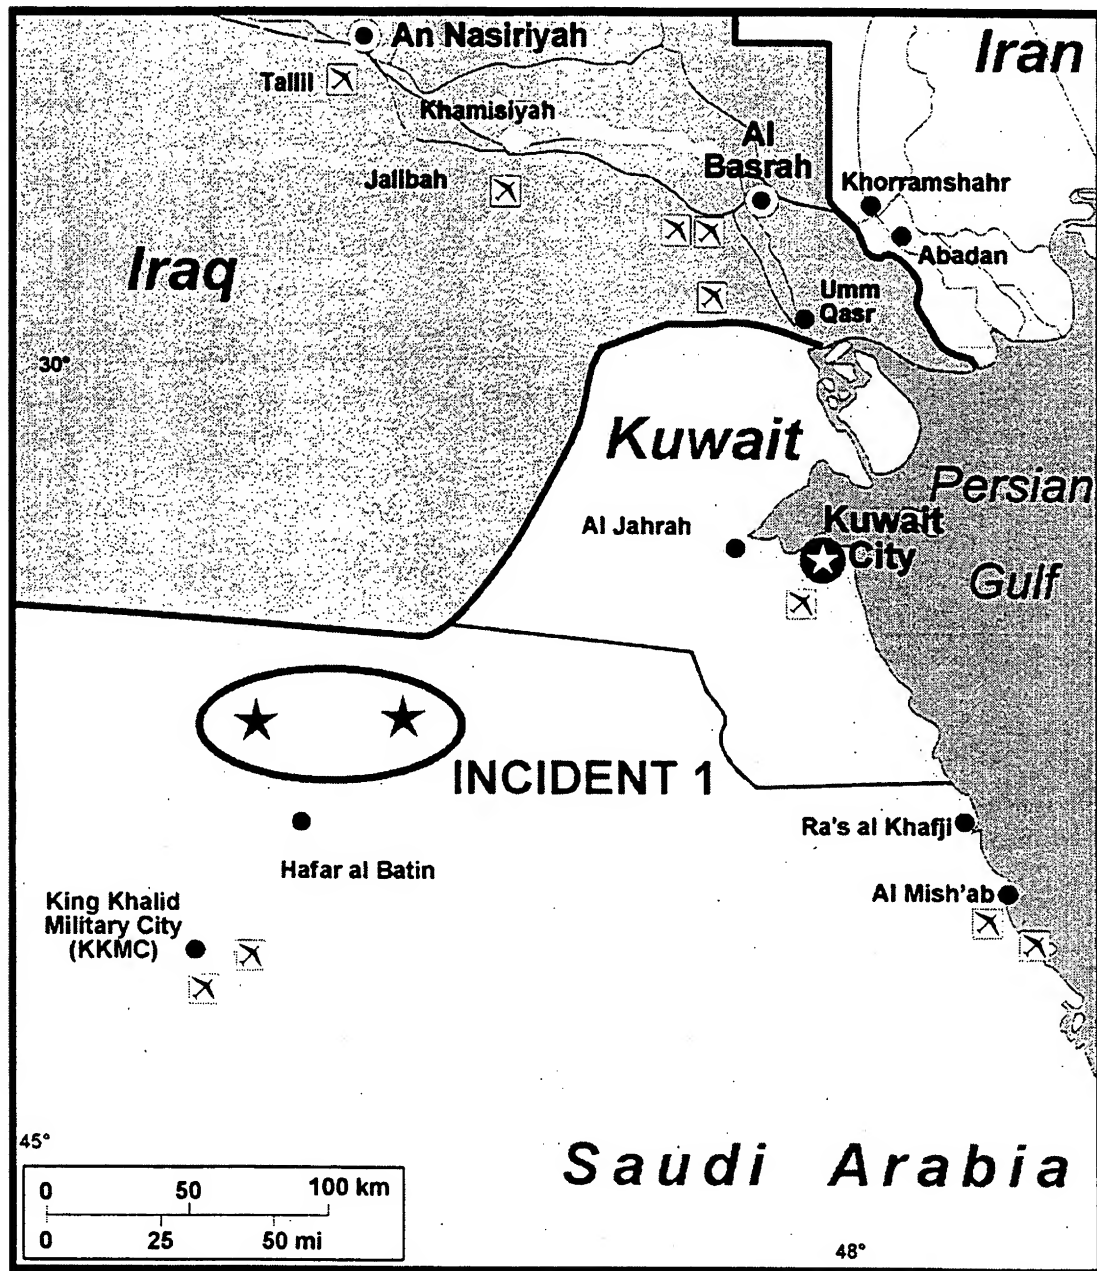 An Nasiriyah
Iran
Tallil
Khamisiyah
Al
Basrah
Jalibah
Khorramshahr
Abadan
Iraq
Umm
Qasr
30°
Kuwait
Persian
Gulf
Al Jahrah
Kuwait
City
INCIDENT 1
Hafar al Batin
Ra's al Khafji
King Khalid
Military City
(KKMC)
Al Mish'ab
45°
Saudi Arabia
0 50 100 km
0 25 50 mi
48°